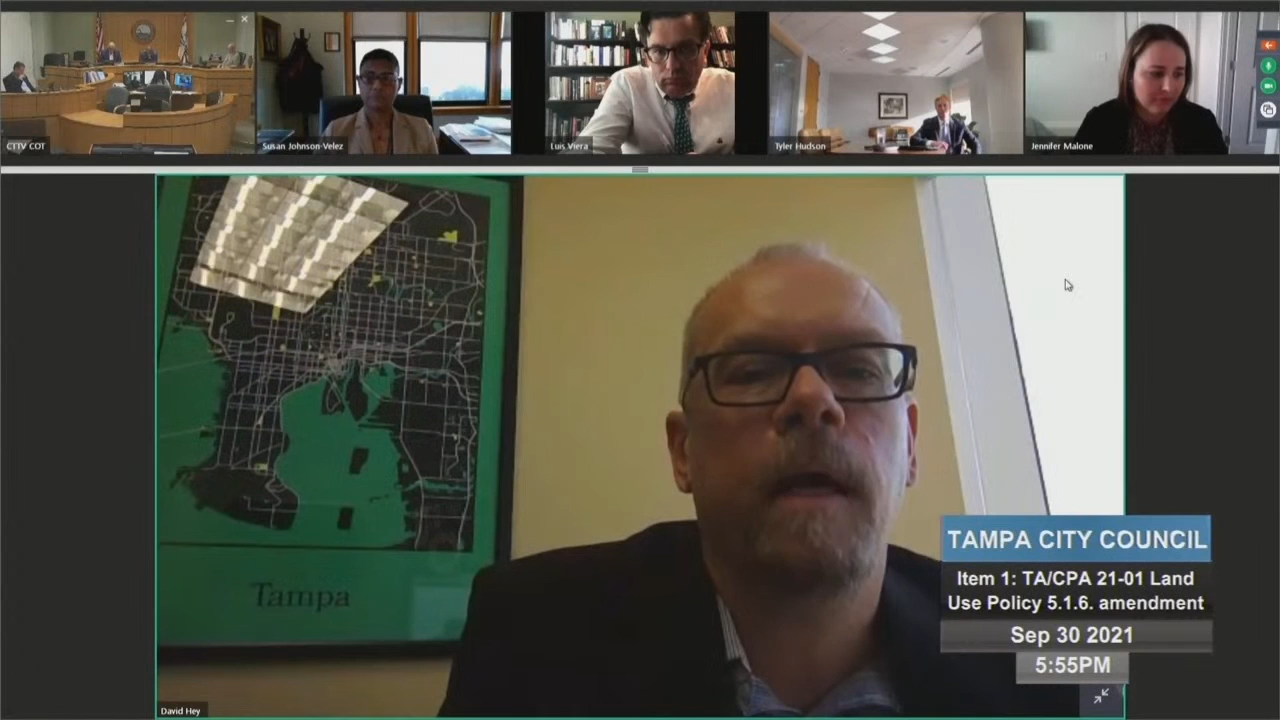 CTTV COT
Susan Johnson-Velez
Luis Viera
Tyler Hudson
Jennifer Malone
Tampa
TAMPA CITY COUNCIL
Item 1: TA/CPA 21-01 Land
Use Policy 5.1.6. amendment
Sep 30 2021
5:55PM
David Hey